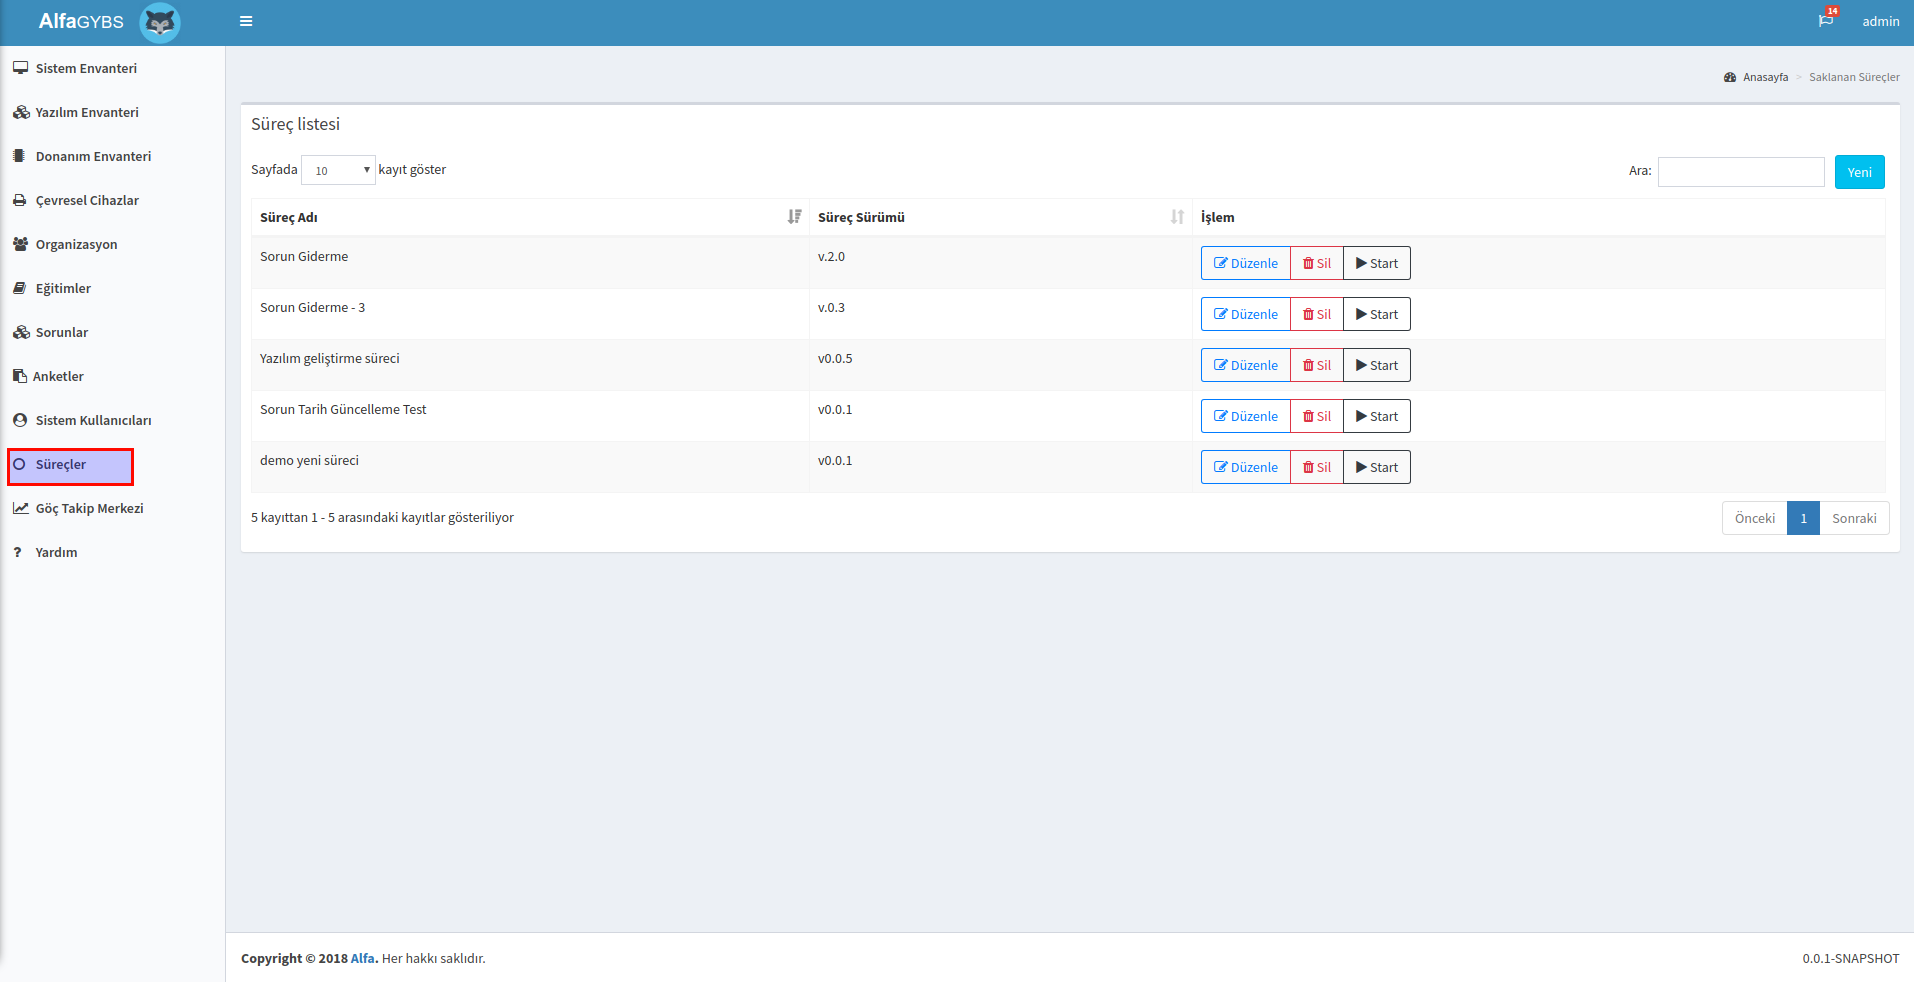 AlfaGYBS
14
admin
Sistem Envanteri
Yazılım Envanteri
Donanım Envanteri
Çevresel Cihazlar
Organizasyon
Eğitimler
Sorunlar
Anketler
Sistem Kullanıcıları
Süreçler
Göç Takip Merkezi
? Yardım
Anasayfa > Saklanan Süreçler
Süreç listesi
Sayfada 10 kayıt göster
Ara: Yeni
Süreç Adı Süreç Sürümü İşlem
Sorun Giderme v.2.0 Düzenle Sil Start
Sorun Giderme - 3 v.0.3 Düzenle Sil Start
Yazılım geliştirme süreci v0.0.5 Düzenle Sil Start
Sorun Tarih Güncelleme Test v0.0.1 Düzenle Sil Start
demo yeni süreci v0.0.1 Düzenle Sil Start
5 kayıttan 1 - 5 arasındaki kayıtlar gösteriliyor
Önceki 1 Sonraki
Copyright © 2018 Alfa. Her hakkı saklıdır.
0.0.1-SNAPSHOT